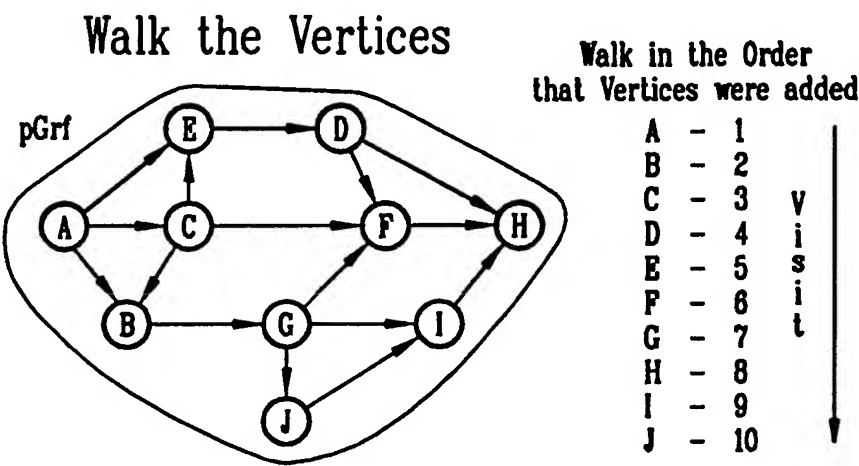 Walk the Vertices
pGrf
E
D
A
C
F
H
B
G
I
J
Walk in the Order
that Vertices were added
A - 1
B - 2
C - 3
D - 4
E - 5
F - 6
G - 7
H - 8
I - 9
J - 10
Visit